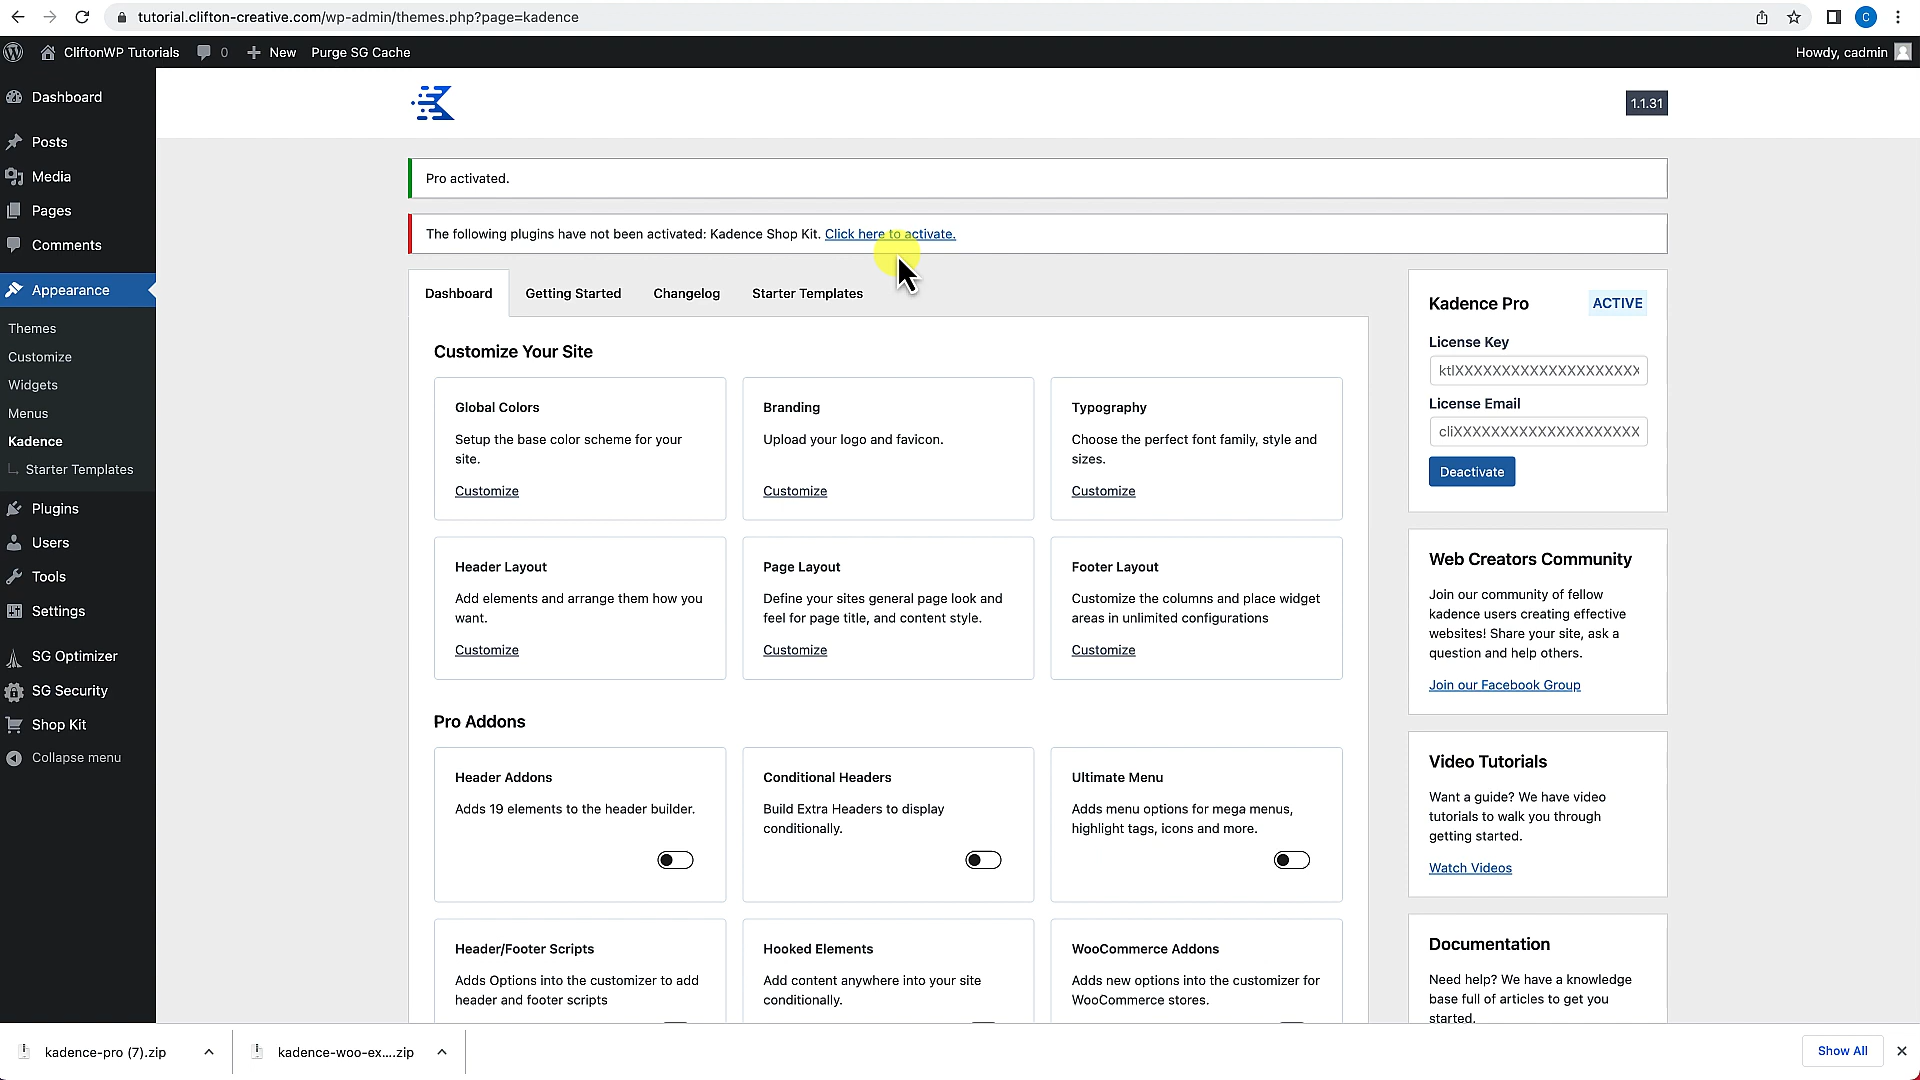 tutorial.clifton-creative.com/wp-admin/themes.php?page=kadence
C
CliftonWP Tutorials
0
New
Purge SG Cache
Howdy, cadmin
Dashboard
Posts
Media
Pages
Comments
Appearance
Themes
Customize
Widgets
Menus
Kadence
Starter Templates
Plugins
Users
Tools
Settings
SG Optimizer
SG Security
Shop Kit
Collapse menu
1.1.31
Pro activated.
The following plugins have not been activated: Kadence Shop Kit. Click here to activate.
Dashboard
Getting Started
Changelog
Starter Templates
Customize Your Site
Global Colors
Setup the base color scheme for your
site.
Customize
Branding
Upload your logo and favicon.
Customize
Typography
Choose the perfect font family, style and
sizes.
Customize
Header Layout
Add elements and arrange them how you
want.
Customize
Page Layout
Define your sites general page look and
feel for page title, and content style.
Customize
Footer Layout
Customize the columns and place widget
areas in unlimited configurations
Customize
Pro Addons
Header Addons
Adds 19 elements to the header builder.
Conditional Headers
Build Extra Headers to display
conditionally.
Ultimate Menu
Adds menu options for mega menus,
highlight tags, icons and more.
Header/Footer Scripts
Adds Options into the customizer to add
header and footer scripts
Hooked Elements
Add content anywhere into your site
conditionally.
WooCommerce Addons
Adds new options into the customizer for
WooCommerce stores.
Kadence Pro
ACTIVE
License Key
ktlXXXXXXXXXXXXXXXXXXXX
License Email
cliXXXXXXXXXXXXXXXXXXXX
Deactivate
Web Creators Community
Join our community of fellow
kadence users creating effective
websites! Share your site, ask a
question and help others.
Join our Facebook Group
Video Tutorials
Want a guide? We have video
tutorials to walk you through
getting started.
Watch Videos
Documentation
Need help? We have a knowledge
base full of articles to get you
started.
kadence-pro (7).zip
kadence-woo-ex....zip
Show All